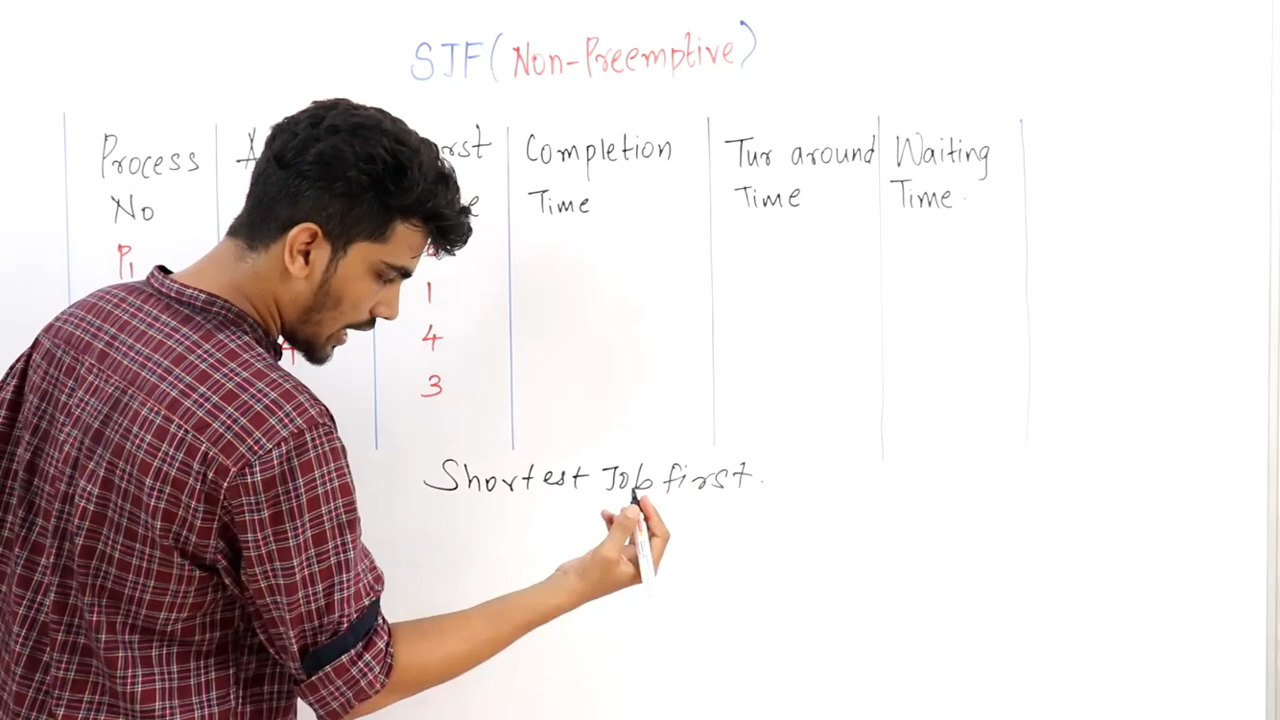 SJF(Non-Preemptive)
Process Completion Tur around Waiting
No Time Time Time.
P1
1
4
3
Shortest Job first.